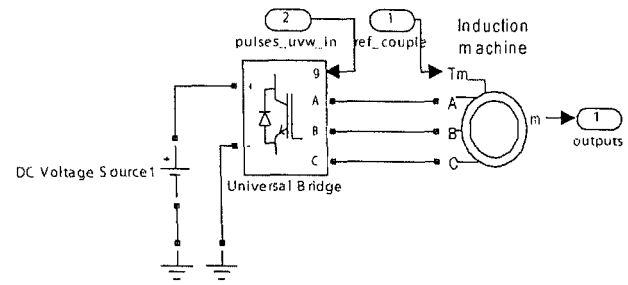 2
1
Induction
pulses_uvw_in
ref_couple
machine
g
Tm
+
A
A
B
B
m
1
-
outputs
C
C
+
DC Voltage Source1
Universal Bridge